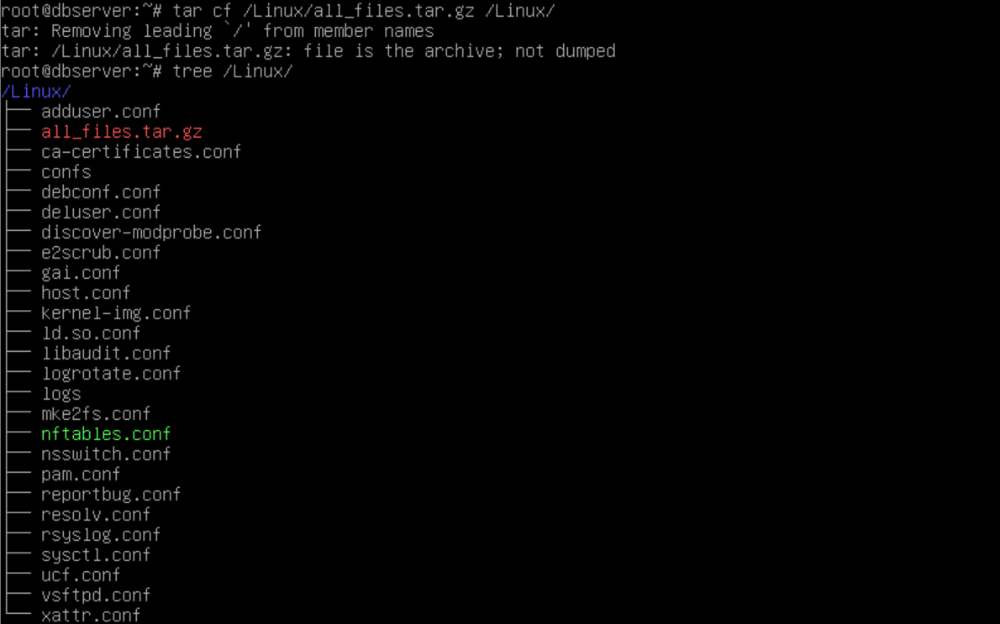 root@dbserver:~# tar cf /Linux/all_files.tar.gz /Linux/
tar: Removing leading `/' from member names
tar: /Linux/all_files.tar.gz: file is the archive; not dumped
root@dbserver:~# tree /Linux/
/Linux/
├── adduser.conf
├── all_files.tar.gz
├── ca-certificates.conf
├── confs
├── debconf.conf
├── deluser.conf
├── discover-modprobe.conf
├── e2scrub.conf
├── gai.conf
├── host.conf
├── kernel-img.conf
├── ld.so.conf
├── libaudit.conf
├── logrotate.conf
├── logs
├── mke2fs.conf
├── nftables.conf
├── nsswitch.conf
├── pam.conf
├── reportbug.conf
├── resolv.conf
├── rsyslog.conf
├── sysctl.conf
├── ucf.conf
├── vsftpd.conf
└── xattr.conf